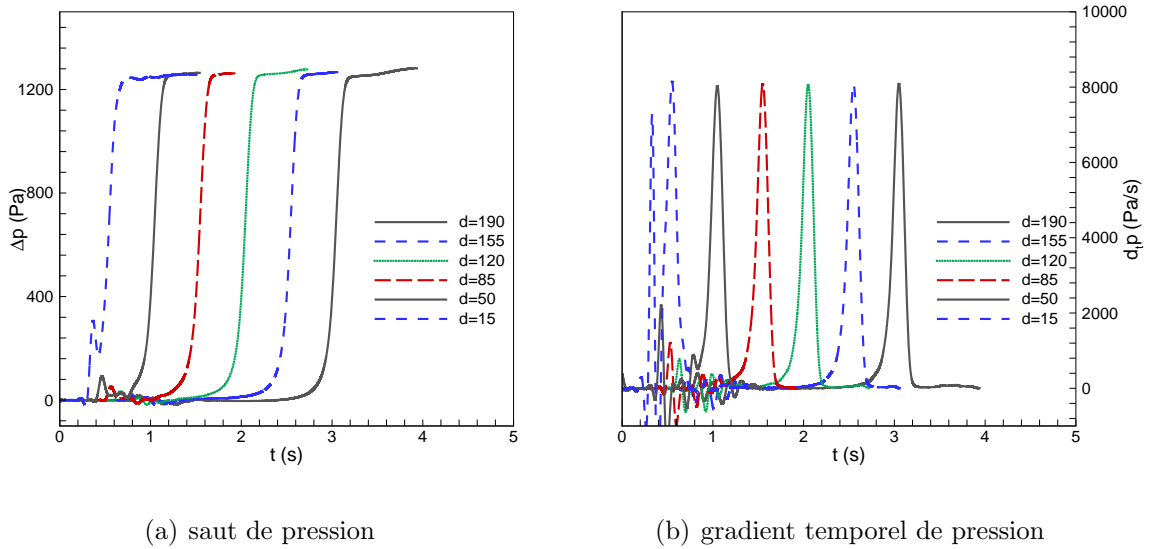 1200
800
400
0
Δp (Pa)
0 1 2 3 4 5
t (s)
d=190
d=155
d=120
d=85
d=50
d=15
(a) saut de pression
10000
8000
6000
4000
2000
0
dₜp (Pa/s)
0 1 2 3 4 5
t (s)
d=190
d=155
d=120
d=85
d=50
d=15
(b) gradient temporel de pression